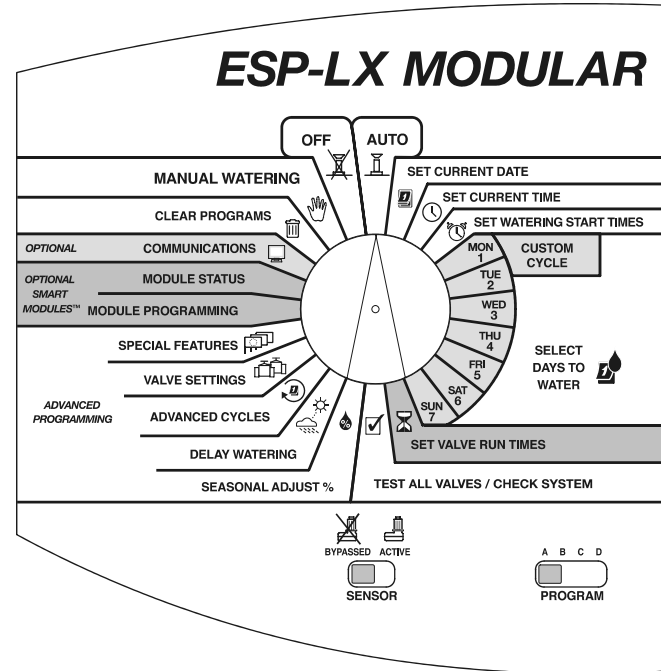 ESP-LX MODULAR
OFF
AUTO
MANUAL WATERING
CLEAR PROGRAMS
OPTIONAL
COMMUNICATIONS
OPTIONAL
SMART
MODULES™
MODULE STATUS
MODULE PROGRAMMING
SPECIAL FEATURES
VALVE SETTINGS
ADVANCED
PROGRAMMING
ADVANCED CYCLES
DELAY WATERING
SEASONAL ADJUST %
SET CURRENT DATE
SET CURRENT TIME
SET WATERING START TIMES
CUSTOM
CYCLE
MON
1
TUE
2
WED
3
THU
4
FRI
5
SAT
6
SUN
7
SELECT
DAYS TO
WATER
SET VALVE RUN TIMES
TEST ALL VALVES / CHECK SYSTEM
BYPASSED ACTIVE
SENSOR
A B C D
PROGRAM